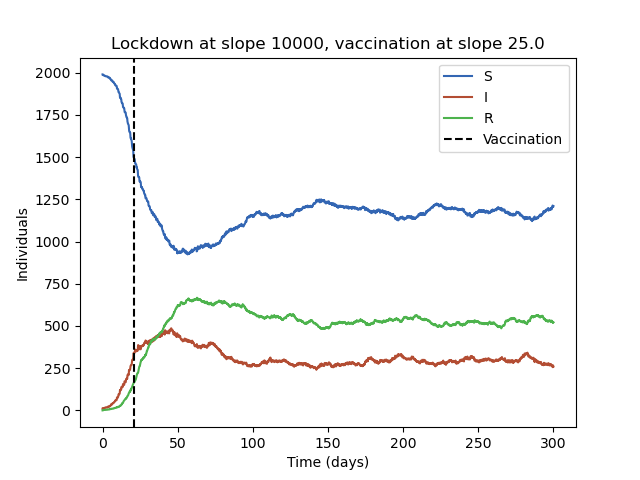 Lockdown at slope 10000, vaccination at slope 25.0
S
I
R
Vaccination
Individuals
2000
1750
1500
1250
1000
750
500
250
0
0 50 100 150 200 250 300
Time (days)